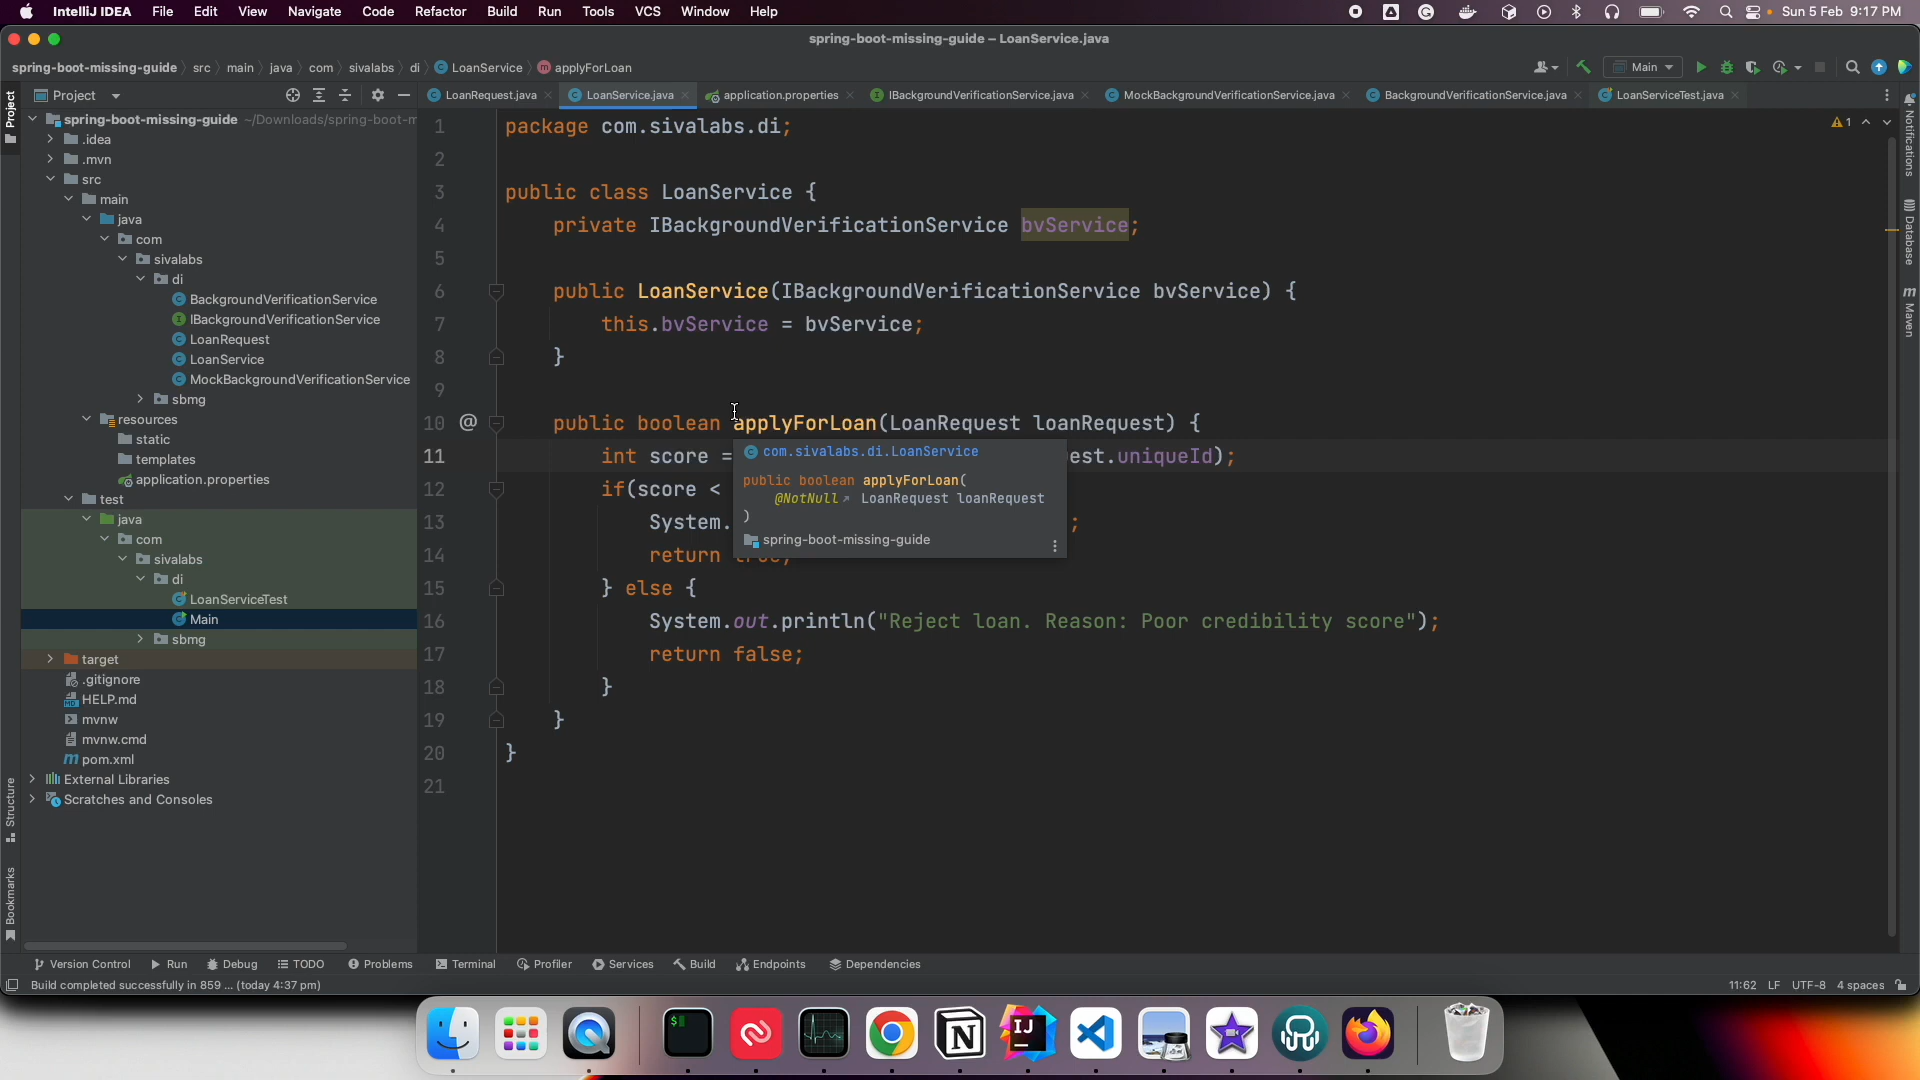 IntelliJ IDEA File Edit View Navigate Code Refactor Build Run Tools VCS Window Help Sun 5 Feb 9:17 PM
spring-boot-missing-guide – LoanService.java
spring-boot-missing-guide src main java com sivalabs di LoanService applyForLoan Main
Project
LoanRequest.java LoanService.java application.properties IBackgroundVerificationService.java MockBackgroundVerificationService.java BackgroundVerificationService.java LoanServiceTest.java
Project
Structure
Bookmarks
spring-boot-missing-guide ~/Downloads/spring-boot-m
.idea
.mvn
src
main
java
com
sivalabs
di
BackgroundVerificationService
IBackgroundVerificationService
LoanRequest
LoanService
MockBackgroundVerificationService
sbmg
resources
static
templates
application.properties
test
java
com
sivalabs
di
LoanServiceTest
Main
sbmg
target
.gitignore
HELP.md
mvnw
mvnw.cmd
pom.xml
External Libraries
Scratches and Consoles
1 package com.sivalabs.di;
2
3 public class LoanService {
4 private IBackgroundVerificationService bvService;
5
6 public LoanService(IBackgroundVerificationService bvService) {
7 this.bvService = bvService;
8 }
9
10 @ public boolean applyForLoan(LoanRequest loanRequest) {
11 int score = est.uniqueId);
12 if(score <
13 System. ;
14 return true;
15 } else {
16 System.out.println("Reject loan. Reason: Poor credibility score");
17 return false;
18 }
19 }
20 }
21
com.sivalabs.di.LoanService
public boolean applyForLoan(
@NotNull LoanRequest loanRequest
)
spring-boot-missing-guide
1
Notifications
Database
m Maven
Version Control Run Debug TODO Problems Terminal Profiler Services Build Endpoints Dependencies
Build completed successfully in 859 ... (today 4:37 pm) 11:62 LF UTF-8 4 spaces
$
IJ